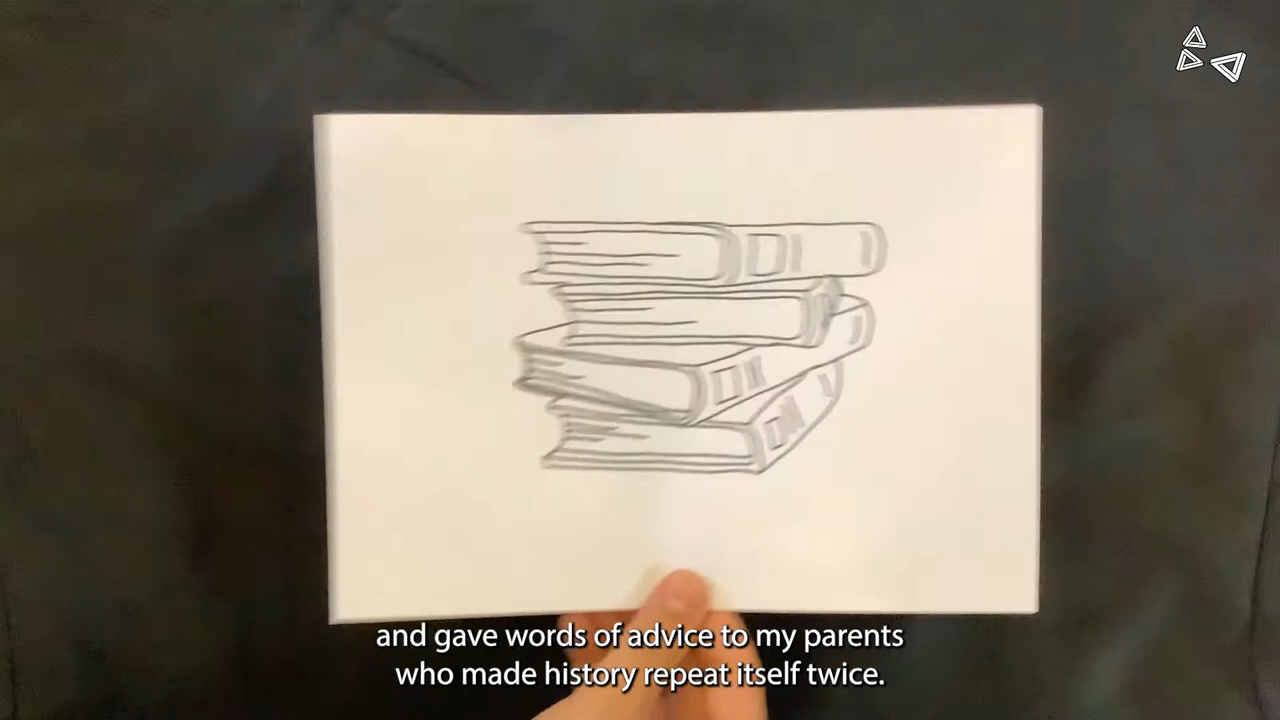 and gave words of advice to my parents
who made history repeat itself twice.